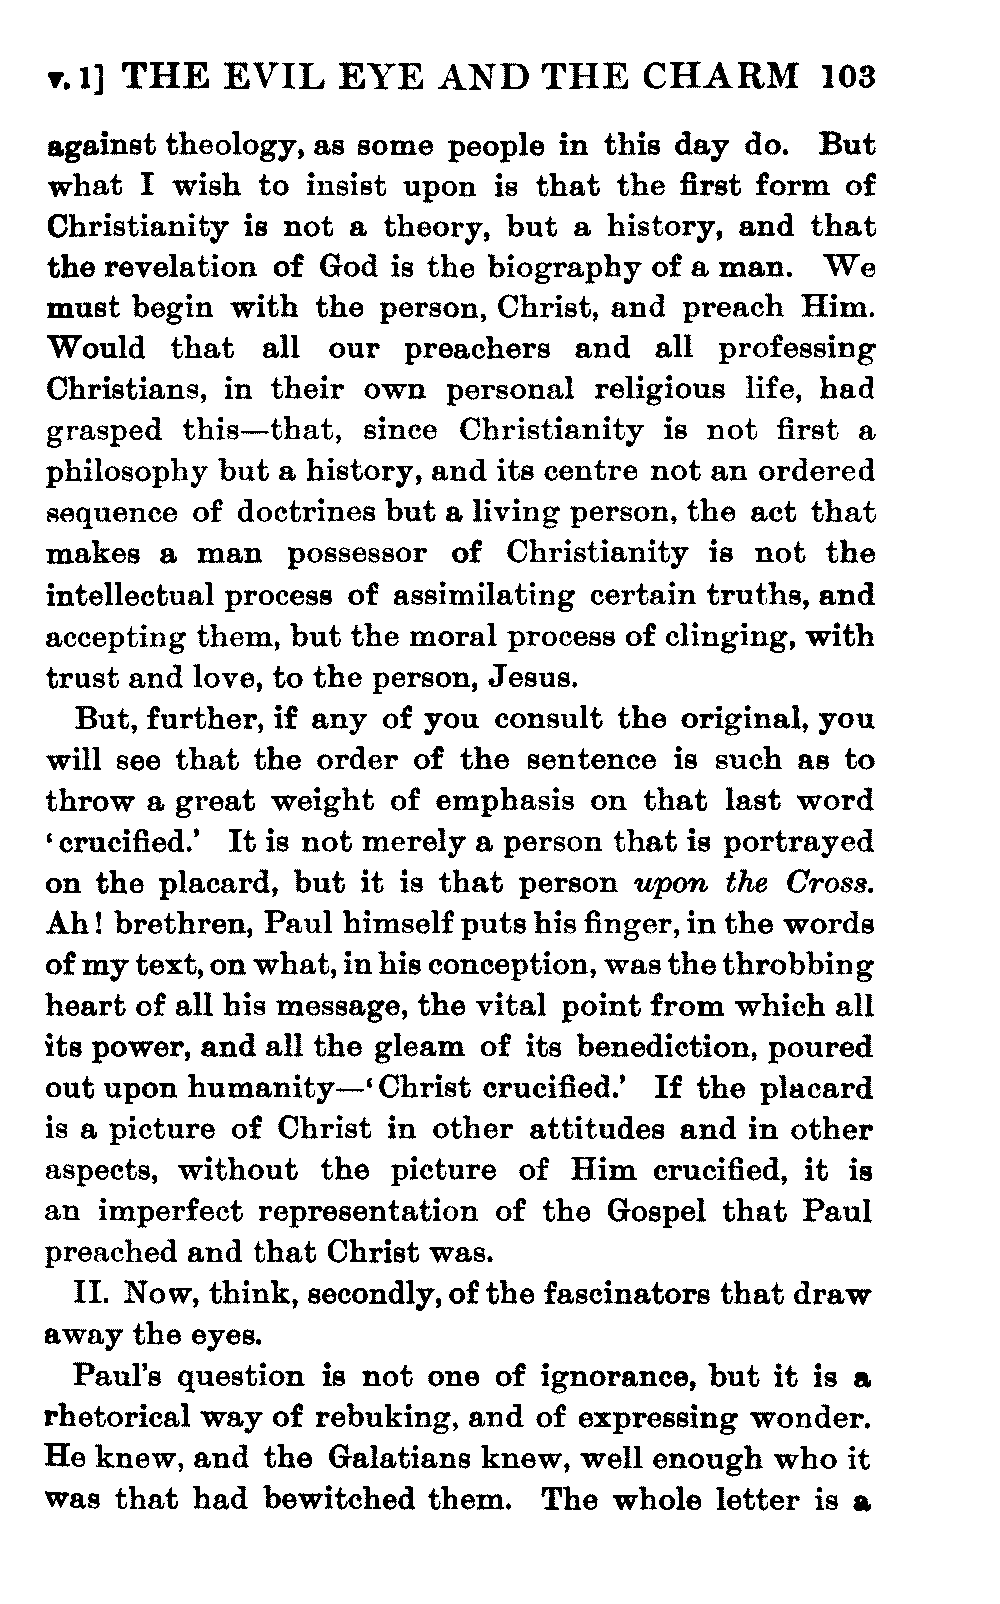 v. 1] THE EVIL EYE AND THE CHARM 103
against theology, as some people in this day do. But
what I wish to insist upon is that the first form of
Christianity is not a theory, but a history, and that
the revelation of God is the biography of a man. We
must begin with the person, Christ, and preach Him.
Would that all our preachers and all professing
Christians, in their own personal religious life, had
grasped this—that, since Christianity is not first a
philosophy but a history, and its centre not an ordered
sequence of doctrines but a living person, the act that
makes a man possessor of Christianity is not the
intellectual process of assimilating certain truths, and
accepting them, but the moral process of clinging, with
trust and love, to the person, Jesus.
But, further, if any of you consult the original, you
will see that the order of the sentence is such as to
throw a great weight of emphasis on that last word
‘crucified.’ It is not merely a person that is portrayed
on the placard, but it is that person upon the Cross.
Ah! brethren, Paul himself puts his finger, in the words
of my text, on what, in his conception, was the throbbing
heart of all his message, the vital point from which all
its power, and all the gleam of its benediction, poured
out upon humanity—‘Christ crucified.’ If the placard
is a picture of Christ in other attitudes and in other
aspects, without the picture of Him crucified, it is
an imperfect representation of the Gospel that Paul
preached and that Christ was.
II. Now, think, secondly, of the fascinators that draw
away the eyes.
Paul's question is not one of ignorance, but it is a
rhetorical way of rebuking, and of expressing wonder.
He knew, and the Galatians knew, well enough who it
was that had bewitched them. The whole letter is a